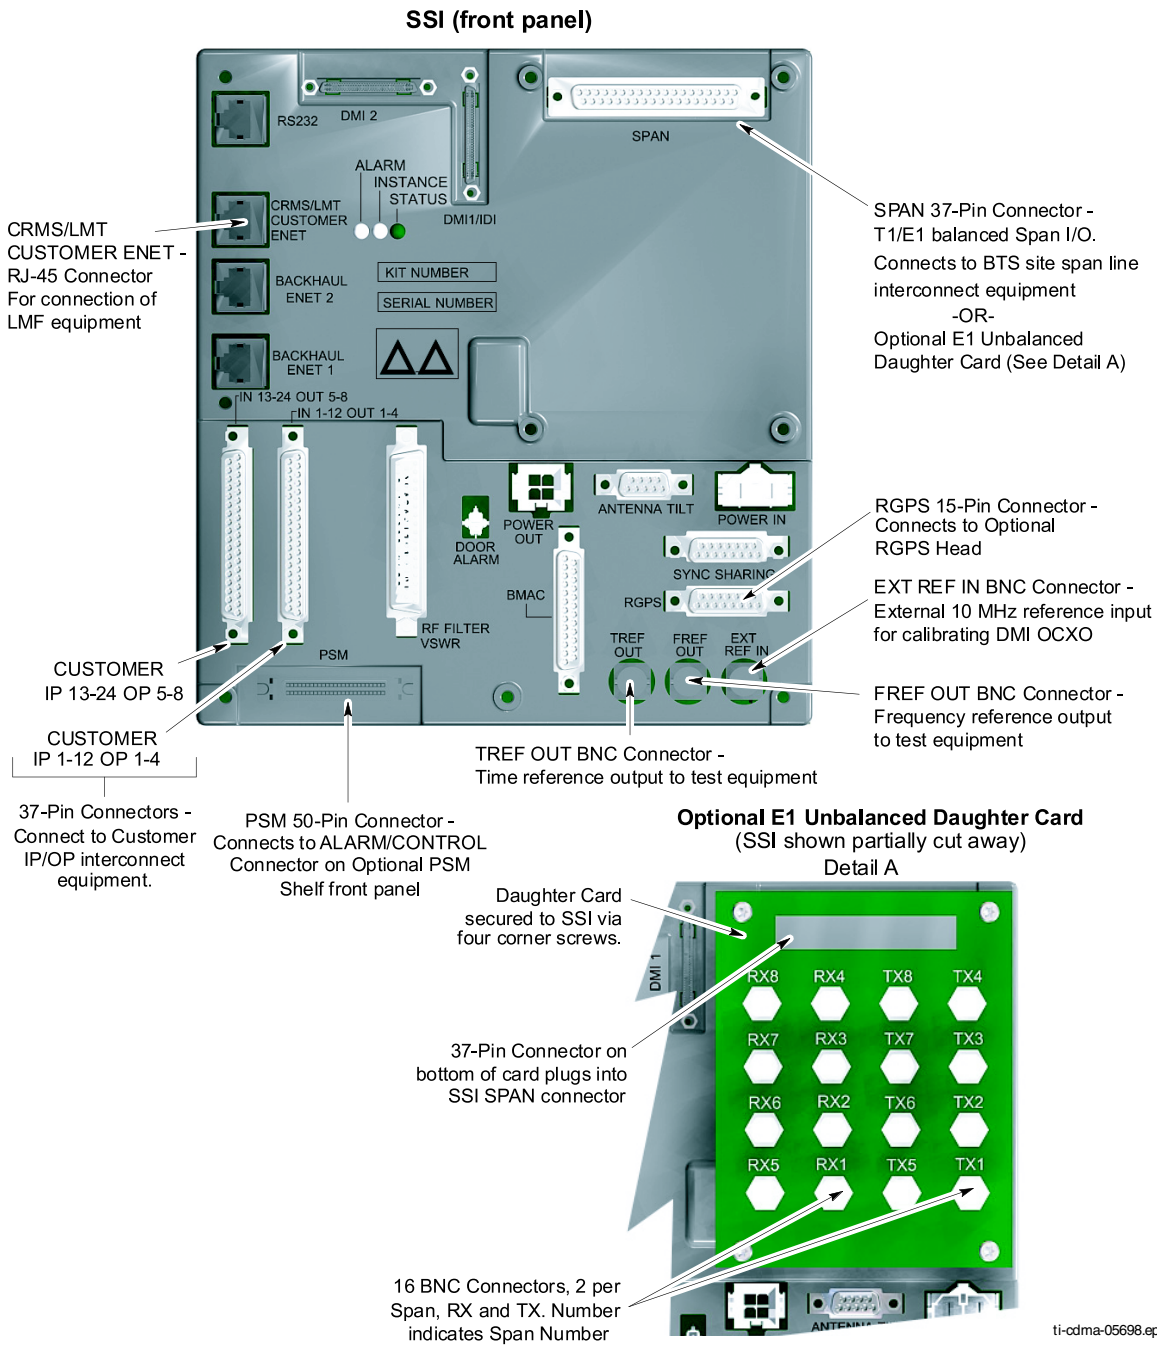 SSI (front panel)
RS232
DMI 2
SPAN
ALARM
INSTANCE
STATUS
DMI1/IDI
CRMS/LMT
CUSTOMER
ENET
BACKHAUL
ENET 2
KIT NUMBER
SERIAL NUMBER
BACKHAUL
ENET 1
IN 13-24 OUT 5-8
IN 1-12 OUT 1-4
CRMS/LMT
CUSTOMER ENET -
RJ-45 Connector
For connection of
LMF equipment
SPAN 37-Pin Connector -
T1/E1 balanced Span I/O.
Connects to BTS site span line
interconnect equipment
-OR-
Optional E1 Unbalanced
Daughter Card (See Detail A)
POWER
OUT
ANTENNA TILT
POWER IN
DOOR
ALARM
SYNC SHARING
BMAC
RGPS
RF FILTER
VSWR
TREF
OUT
FREF
OUT
EXT
REF IN
PSM
RGPS 15-Pin Connector -
Connects to Optional
RGPS Head
EXT REF IN BNC Connector -
External 10 MHz reference input
for calibrating DMI OCXO
FREF OUT BNC Connector -
Frequency reference output
to test equipment
CUSTOMER
IP 13-24 OP 5-8
CUSTOMER
IP 1-12 OP 1-4
37-Pin Connectors -
Connect to Customer
IP/OP interconnect
equipment.
PSM 50-Pin Connector -
Connects to ALARM/CONTROL
Connector on Optional PSM
Shelf front panel
TREF OUT BNC Connector -
Time reference output to test equipment
Optional E1 Unbalanced Daughter Card
(SSI shown partially cut away)
Detail A
Daughter Card
secured to SSI via
four corner screws.
DMI 1
RX8 RX4 TX8 TX4
RX7 RX3 TX7 TX3
RX6 RX2 TX6 TX2
RX5 RX1 TX5 TX1
37-Pin Connector on
bottom of card plugs into
SSI SPAN connector
16 BNC Connectors, 2 per
Span, RX and TX. Number
indicates Span Number
ANTENNA
ti-cdma-05698.ep